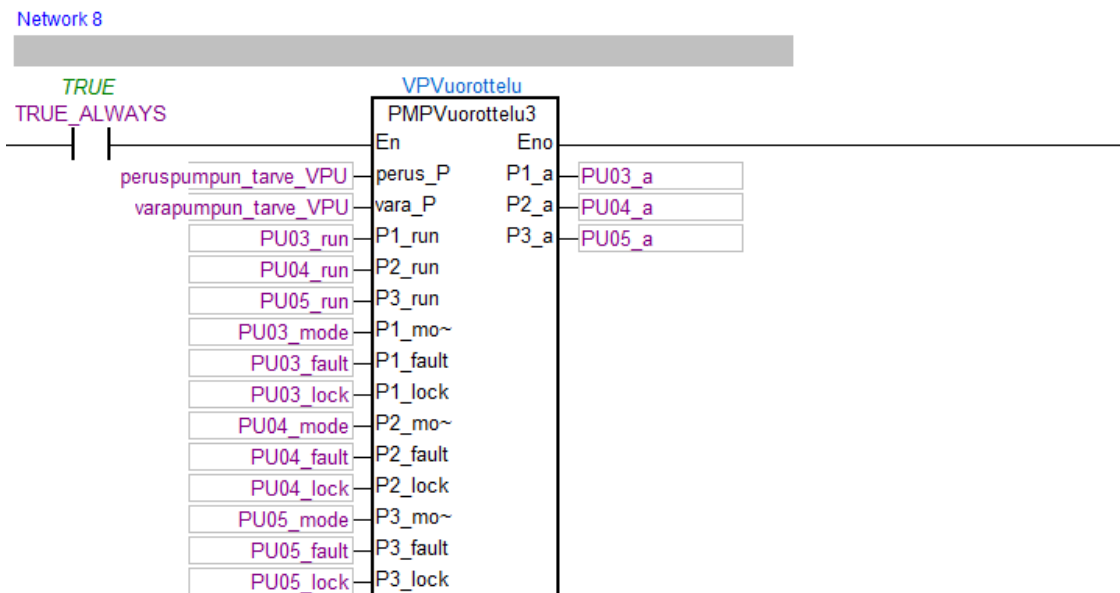 Network 8
TRUE VPVuorottelu
TRUE_ALWAYS PMPVuorottelu3
En Eno
peruspumpun_tarve_VPU perus_P P1_a PU03_a
varapumpun_tarve_VPU vara_P P2_a PU04_a
PU03_run P1_run P3_a PU05_a
PU04_run P2_run
PU05_run P3_run
PU03_mode P1_mo~
PU03_fault P1_fault
PU03_lock P1_lock
PU04_mode P2_mo~
PU04_fault P2_fault
PU04_lock P2_lock
PU05_mode P3_mo~
PU05_fault P3_fault
PU05_lock P3_lock